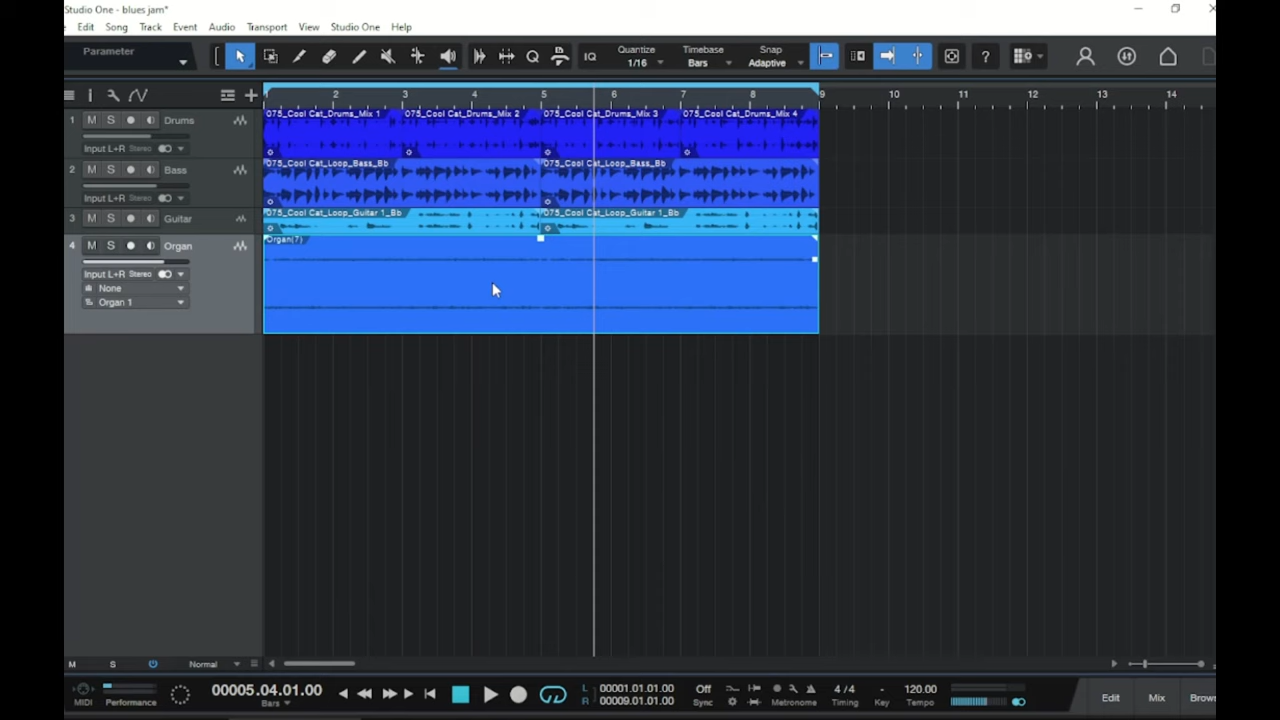 Studio One - blues jam*
Edit Song Track Event Audio Transport View Studio One Help
Parameter
IQ
Quantize
1/16
Timebase
Bars
Snap
Adaptive
?
2 3 4 5 6 7 8 9 10 11 12 13 14
1 M S Drums
Input L+R Stereo
2 M S Bass
Input L+R Stereo
3 M S Guitar
4 M S Organ
Input L+R Stereo
None
Organ 1
075_Cool Cat_Drums_Mix 1
075_Cool Cat_Drums_Mix 2
075_Cool Cat_Drums_Mix 3
075_Cool Cat_Drums_Mix 4
075_Cool Cat_Loop_Bass_Bb
075_Cool Cat_Loop_Bass_Bb
075_Cool Cat_Loop_Guitar 1_Bb
075_Cool Cat_Loop_Guitar 1_Bb
Organ(7)
M S Normal
MIDI
Performance
00005.04.01.00
Bars
L 00001.01.01.00
R 00009.01.01.00
Off
Sync
Metronome
4 / 4
Timing
-
Key
120.00
Tempo
Edit
Mix
Brow